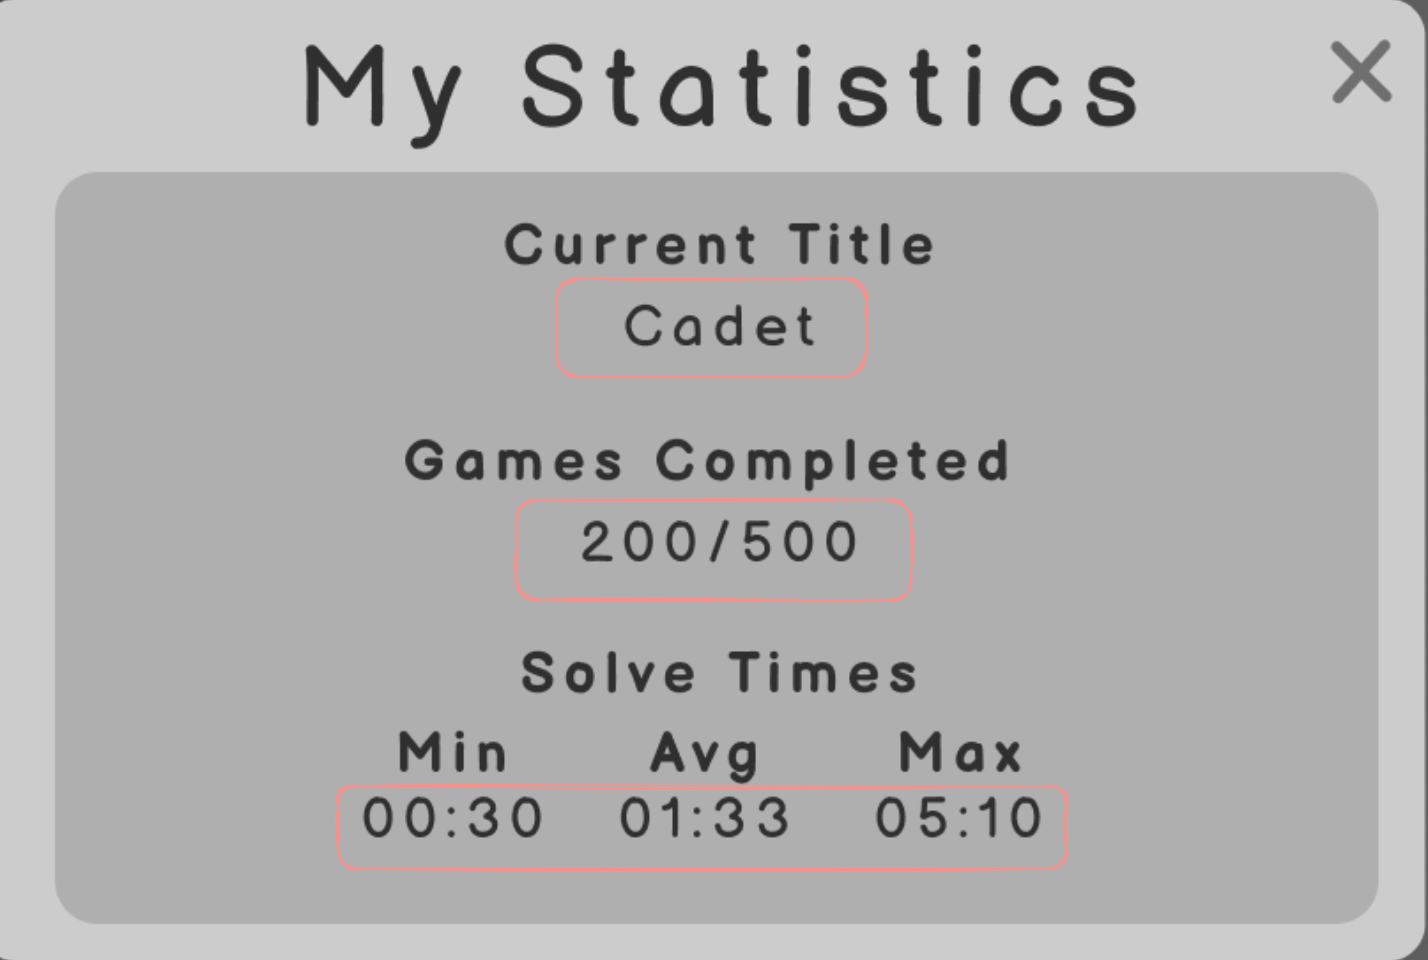 My Statistics
Current Title
Cadet
Games Completed
200/500
Solve Times
Min Avg Max
00:30 01:33 05:10